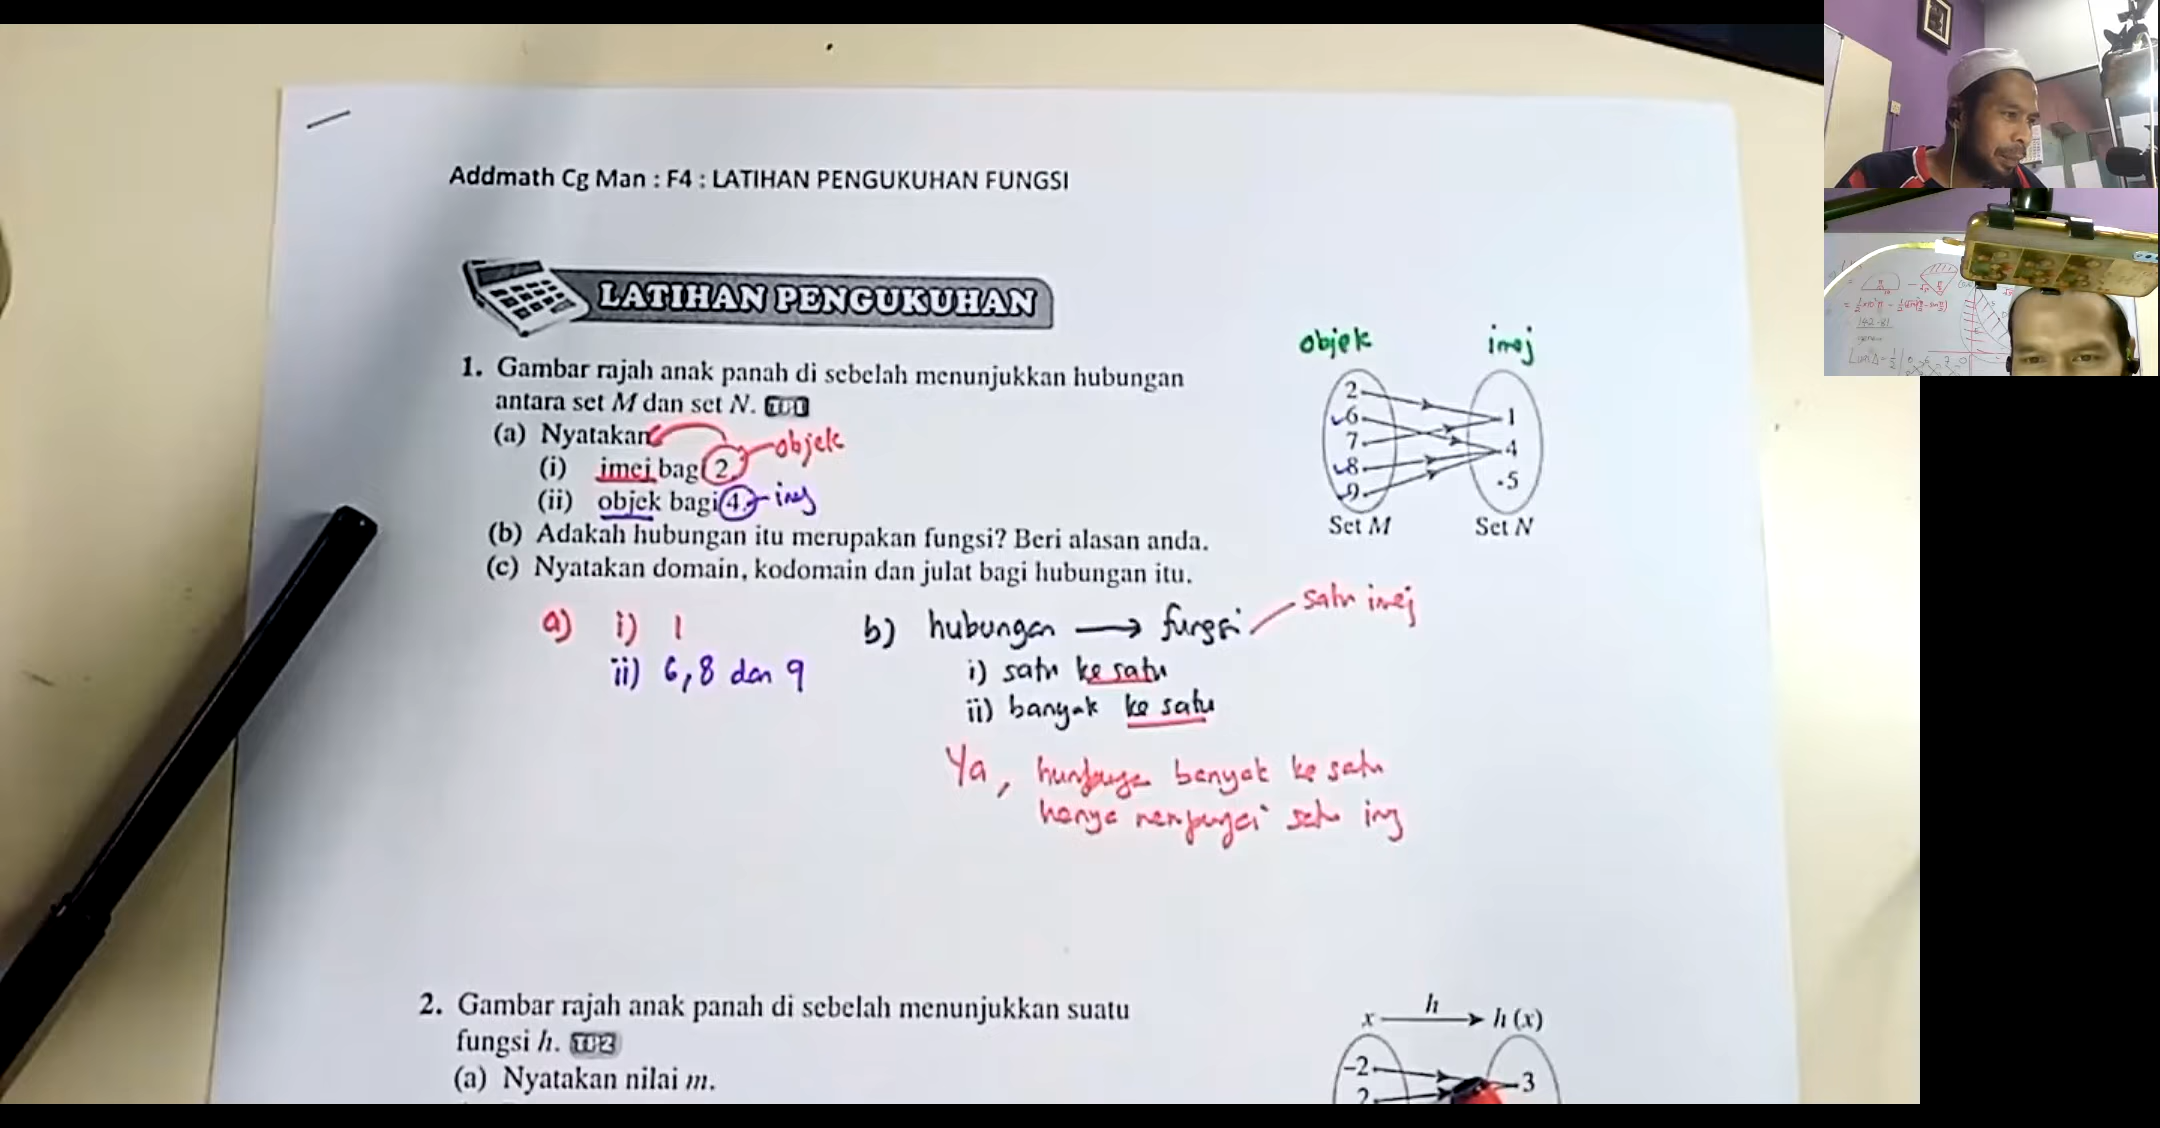 Addmath Cg Man : F4 : LATIHAN PENGUKUHAN FUNGSI
LATIHAN PENGUKUHAN
1. Gambar rajah anak panah di sebelah menunjukkan hubungan
antara set M dan set N. TP1
(a) Nyatakan
(i) imej bagi 2. objek
(ii) objek bagi 4. imej
(b) Adakah hubungan itu merupakan fungsi? Beri alasan anda.
(c) Nyatakan domain, kodomain dan julat bagi hubungan itu.
objek imej
2
6
7
8
9
1
4
5
Set M Set N
a) i) 1
ii) 6, 8 dan 9
b) hubungan → fungsi satu imej
i) satu ke satu
ii) banyak ke satu
Ya, banyak ke satu
hanya mempunyai satu imej
2. Gambar rajah anak panah di sebelah menunjukkan suatu
fungsi h. TP2
(a) Nyatakan nilai m.
h
x → h (x)
-2
2
3